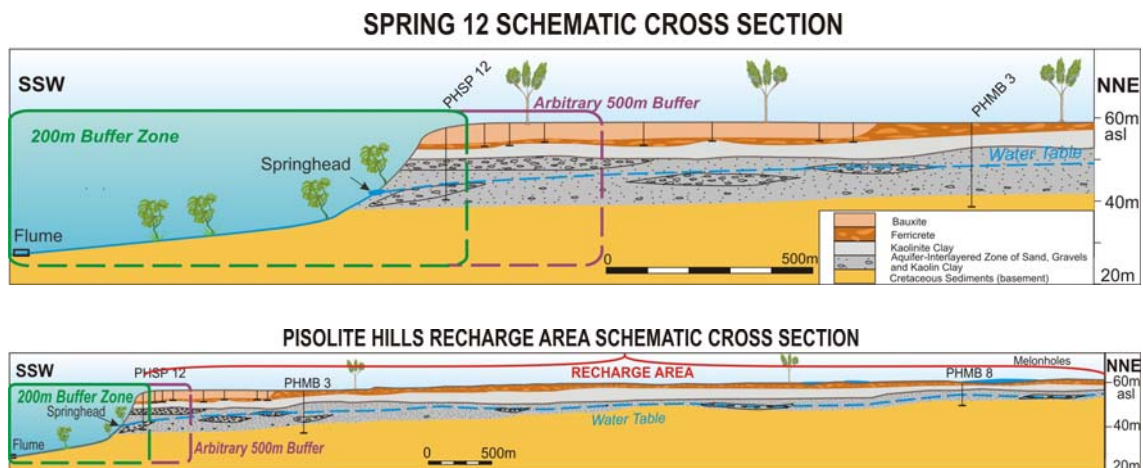 SPRING 12 SCHEMATIC CROSS SECTION
SSW
PHSP 12
PHMB 3
NNE
Arbitrary 500m Buffer
200m Buffer Zone
60m
asl
Springhead
Water Table
40m
Flume
Bauxite
Ferricrete
Kaolinite Clay
Aquifer-Interlayered Zone of Sand, Gravels
and Kaolin Clay
Cretaceous Sediments (basement)
0 500m
20m
PISOLITE HILLS RECHARGE AREA SCHEMATIC CROSS SECTION
SSW
PHSP 12
RECHARGE AREA
Melonholes
NNE
PHMB 3
PHMB 8
60m
asl
200m Buffer Zone
Springhead
Water Table
40m
Flume
Arbitrary 500m Buffer
0 500m
20m